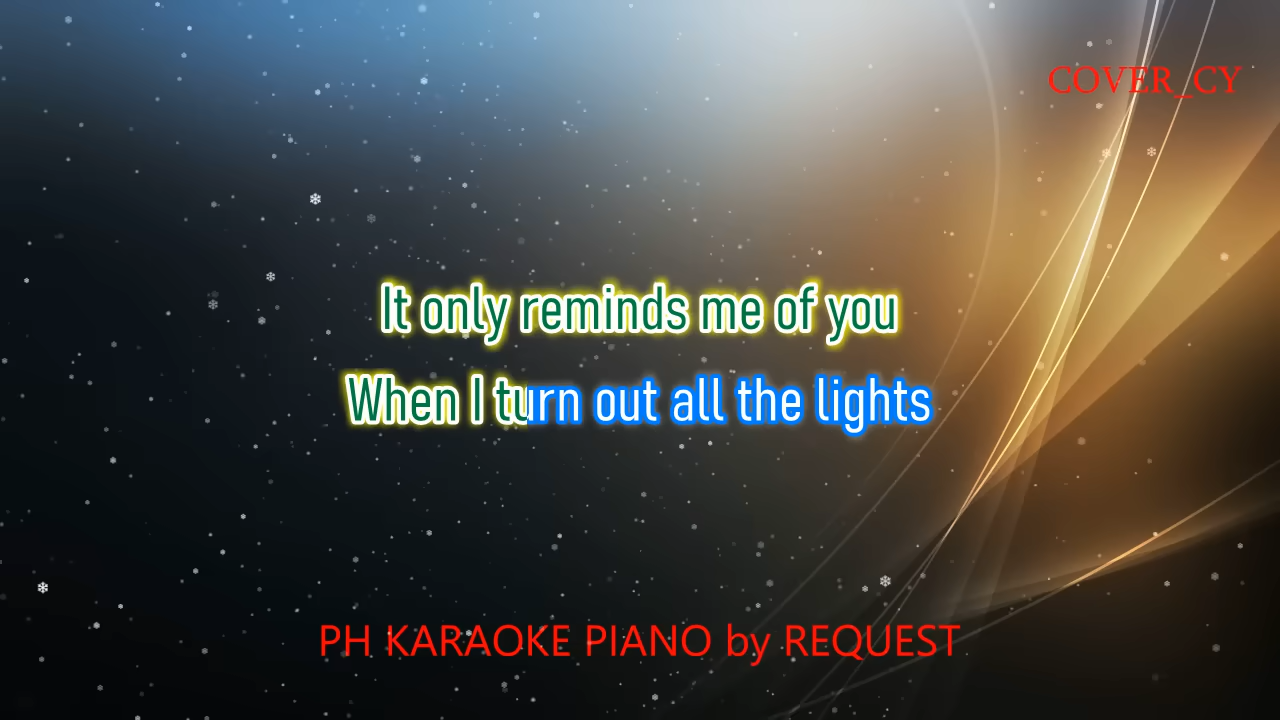 COVER_CY
It only reminds me of you
When I turn out all the lights
PH KARAOKE PIANO by REQUEST